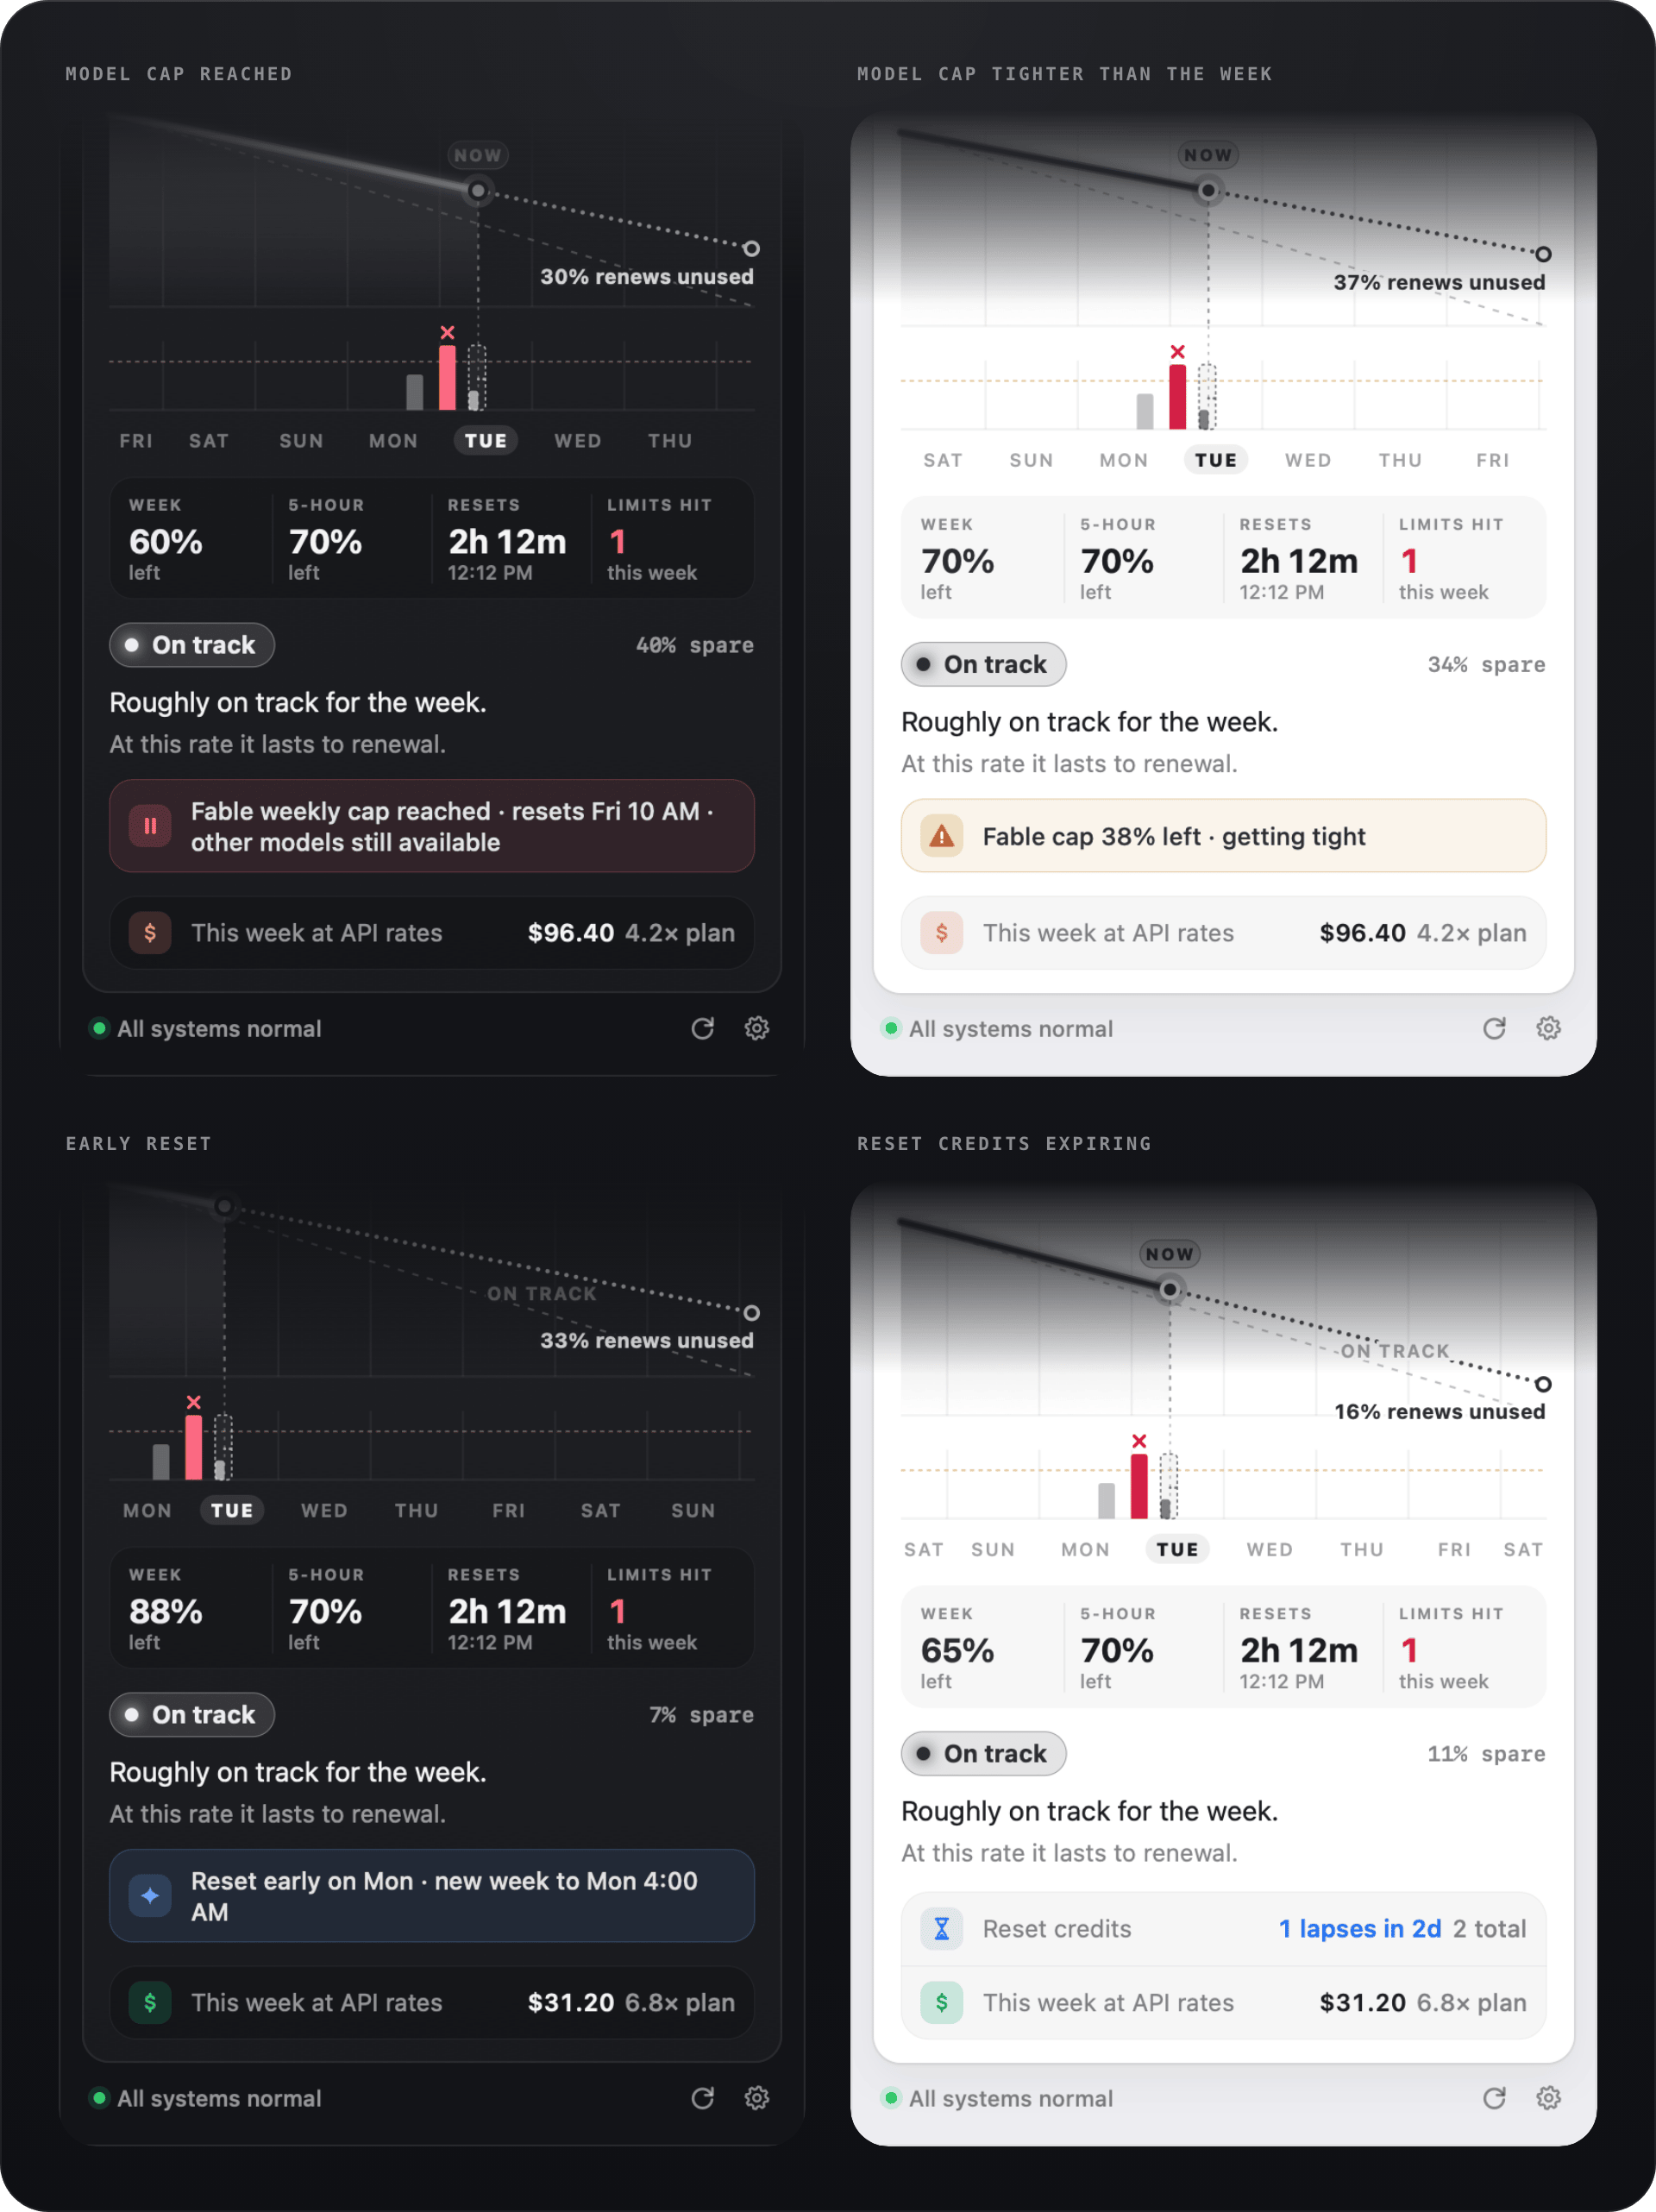 MODEL CAP REACHED
NOW
30% renews unused
FRI SAT SUN MON TUE WED THU
WEEK 5-HOUR RESETS LIMITS HIT
60% 70% 2h 12m 1
left left 12:12 PM this week
On track 40% spare
Roughly on track for the week.
At this rate it lasts to renewal.
Fable weekly cap reached · resets Fri 10 AM ·
other models still available
$ This week at API rates $96.40 4.2× plan
All systems normal
MODEL CAP TIGHTER THAN THE WEEK
NOW
37% renews unused
SAT SUN MON TUE WED THU FRI
WEEK 5-HOUR RESETS LIMITS HIT
70% 70% 2h 12m 1
left left 12:12 PM this week
On track 34% spare
Roughly on track for the week.
At this rate it lasts to renewal.
Fable cap 38% left · getting tight
$ This week at API rates $96.40 4.2× plan
All systems normal
EARLY RESET
ON TRACK
33% renews unused
MON TUE WED THU FRI SAT SUN
WEEK 5-HOUR RESETS LIMITS HIT
88% 70% 2h 12m 1
left left 12:12 PM this week
On track 7% spare
Roughly on track for the week.
At this rate it lasts to renewal.
Reset early on Mon · new week to Mon 4:00
AM
$ This week at API rates $31.20 6.8× plan
All systems normal
RESET CREDITS EXPIRING
NOW
ON TRACK
16% renews unused
SAT SUN MON TUE WED THU FRI SAT
WEEK 5-HOUR RESETS LIMITS HIT
65% 70% 2h 12m 1
left left 12:12 PM this week
On track 11% spare
Roughly on track for the week.
At this rate it lasts to renewal.
Reset credits 1 lapses in 2d 2 total
$ This week at API rates $31.20 6.8× plan
All systems normal